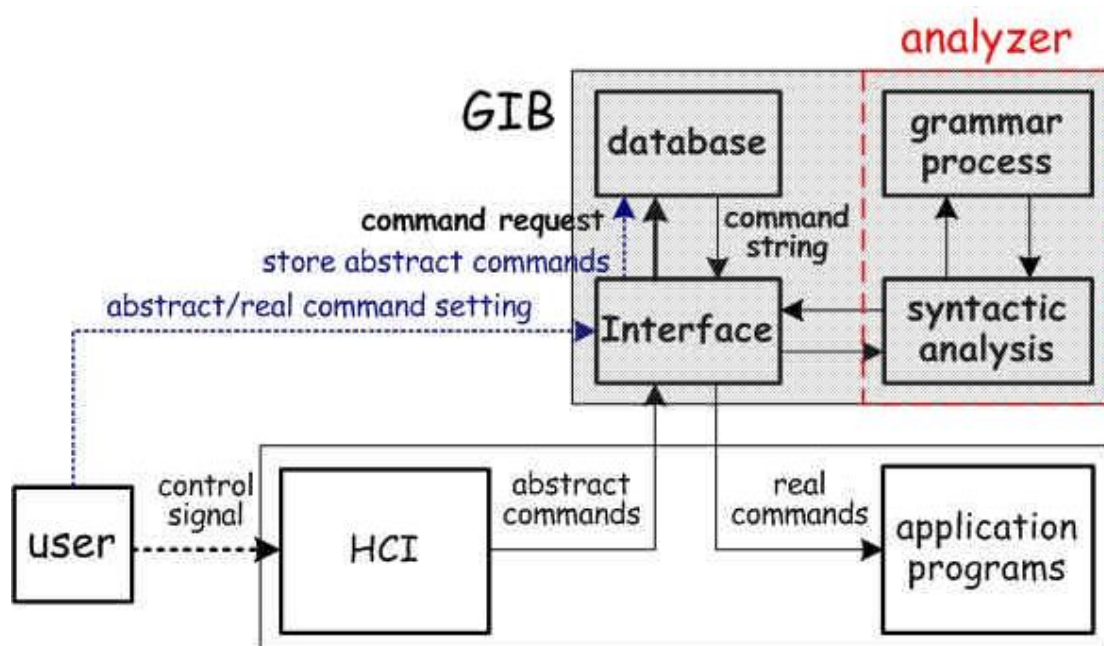 analyzer
GIB
database
grammar
process
command request
command
string
store abstract commands
abstract/real command setting
Interface
syntactic
analysis
user
control
signal
HCI
abstract
commands
real
commands
application
programs